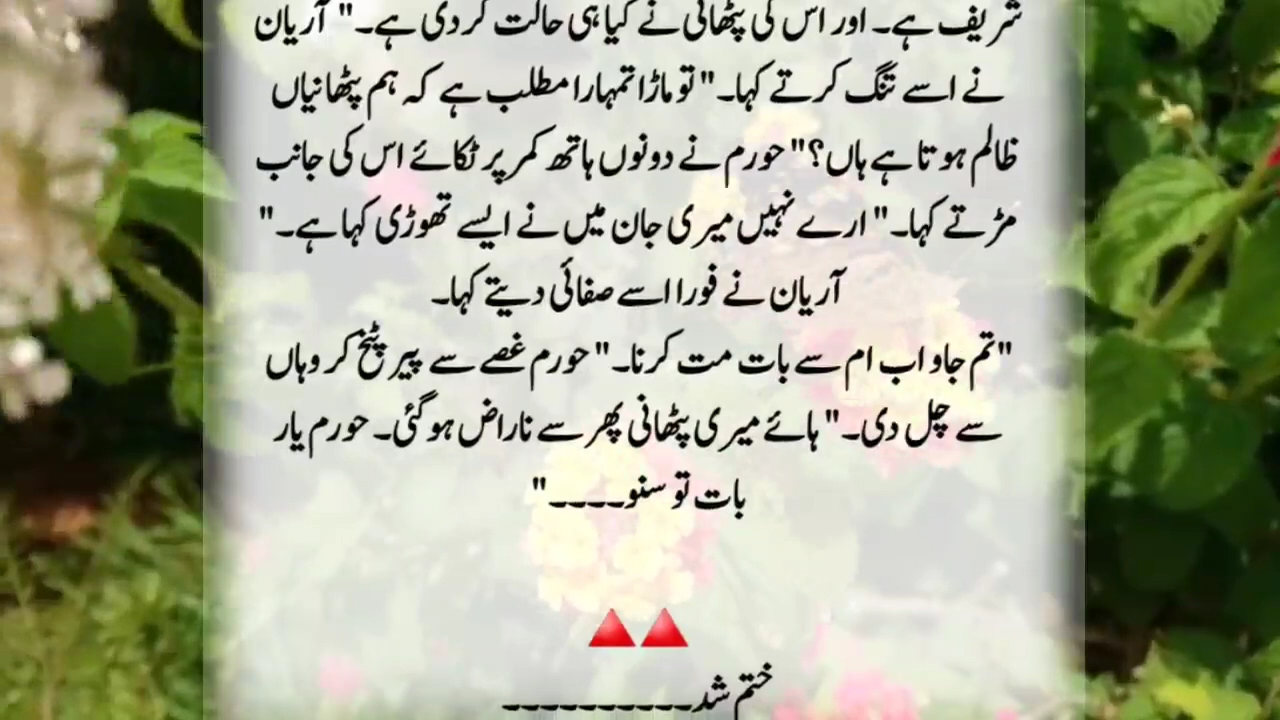 شریف ہے۔ اور اس کی پٹھانی نے کیا ہی حالت کر دی ہے۔" آریان
نے اسے تنگ کرتے کہا۔" تو ماڑا تمہارا مطلب ہے کہ ہم پٹھانیاں
ظالم ہوتا ہے ہاں؟" حورم نے دونوں ہاتھ کمر پر ٹکائے اس کی جانب
مڑتے کہا۔" ارے نہیں میری جان میں نے ایسے تھوڑی کہا ہے۔"
آریان نے فورا اسے صفائی دیتے کہا۔
"تم جاو اب ام سے بات مت کرنا۔" حورم غصے سے پیر پٹخ کر وہاں
سے چل دی۔" ہائے میری پٹھانی پھر سے ناراض ہو گئی۔ حورم یار
بات تو سنو۔۔۔۔"
ختم شد۔۔۔۔۔۔۔۔۔۔